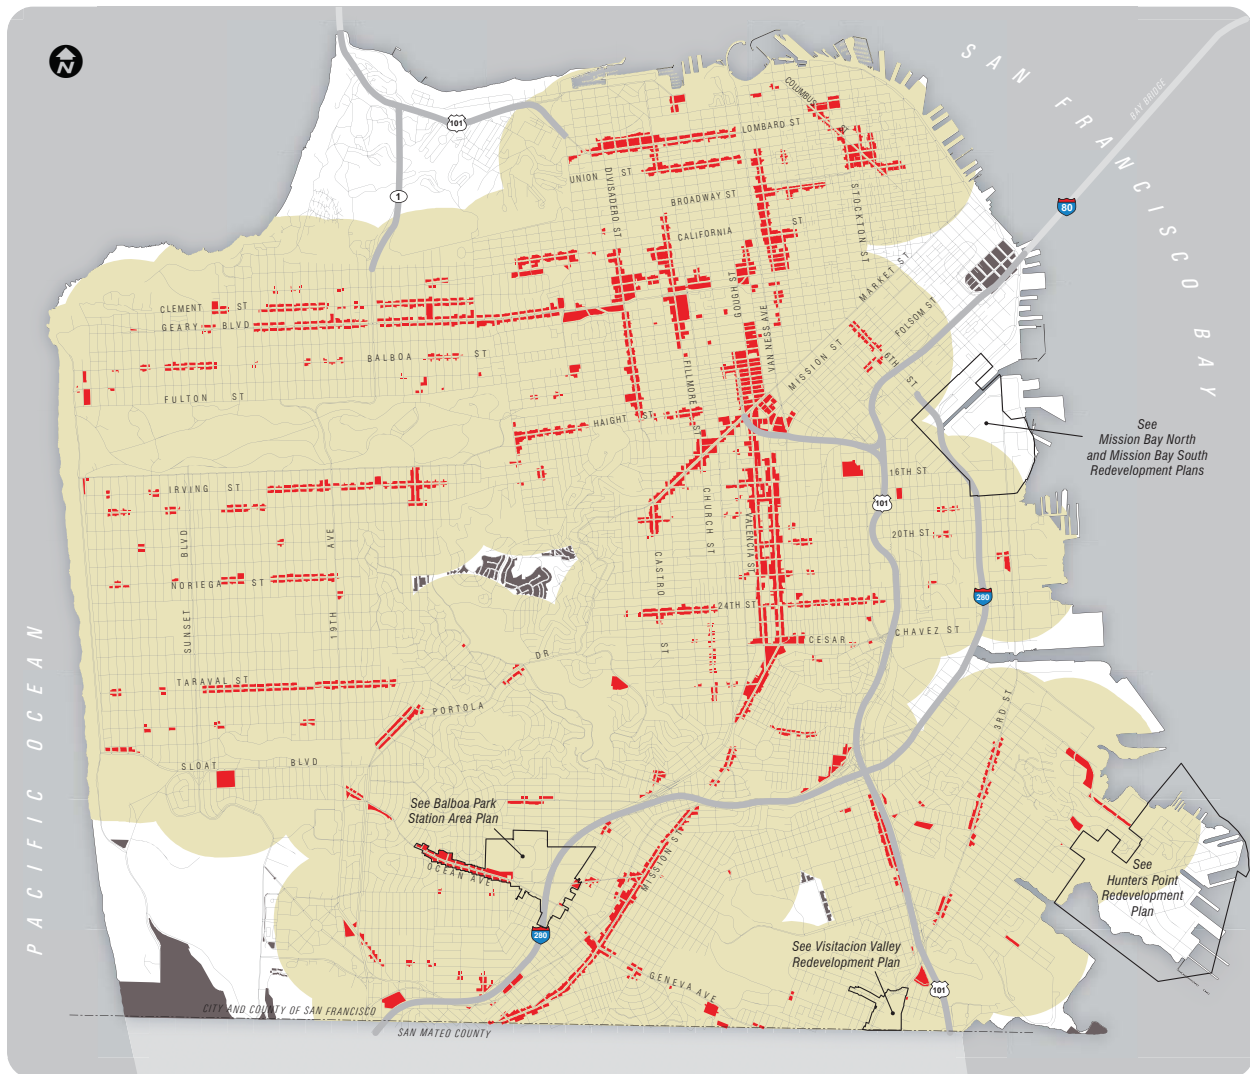 N
SAN FRANCISCO BAY
BAY BRIDGE
80
101
1
COLUMBUS ST
LOMBARD ST
UNION ST
DIVISADERO ST
BROADWAY ST
STOCKTON ST
CALIFORNIA ST
GOUGH ST
VAN NESS AVE
MARKET ST
FOLSOM ST
CLEMENT ST
GEARY BLVD
BALBOA ST
FULTON ST
FILLMORE ST
MISSION ST
6TH ST
HAIGHT ST
See
Mission Bay North
and Mission Bay South
Redevelopment Plans
IRVING ST
16TH ST
101
20TH ST
CHURCH ST
VALENCIA ST
CASTRO ST
SUNSET BLVD
19TH AVE
NORIEGA ST
24TH ST
280
CESAR CHAVEZ ST
PACIFIC OCEAN
TARAVAL ST
PORTOLA DR
3RD ST
SLOAT BLVD
See Balboa Park
Station Area Plan
OCEAN AVE
MISSION ST
See
Hunters Point
Redevelopment
Plan
280
See Visitacion Valley
Redevelopment Plan
GENEVA AVE
101
CITY AND COUNTY OF SAN FRANCISCO
SAN MATEO COUNTY